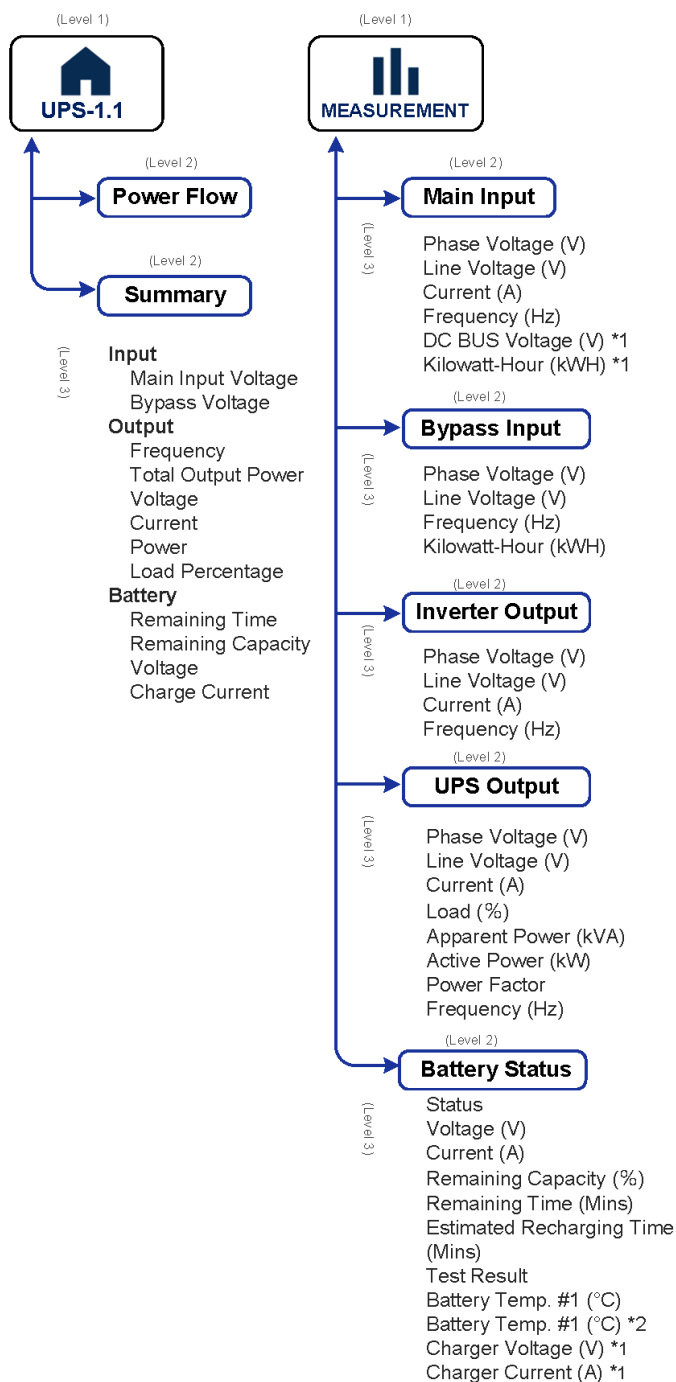 (Level 1)
UPS-1.1
(Level 2)
Power Flow
(Level 2)
Summary
(Level 3)
Input
Main Input Voltage
Bypass Voltage
Output
Frequency
Total Output Power
Voltage
Current
Power
Load Percentage
Battery
Remaining Time
Remaining Capacity
Voltage
Charge Current
(Level 1)
MEASUREMENT
(Level 2)
Main Input
(Level 3)
Phase Voltage (V)
Line Voltage (V)
Current (A)
Frequency (Hz)
DC BUS Voltage (V) *1
Kilowatt-Hour (kWH) *1
(Level 2)
Bypass Input
(Level 3)
Phase Voltage (V)
Line Voltage (V)
Frequency (Hz)
Kilowatt-Hour (kWH)
(Level 2)
Inverter Output
(Level 3)
Phase Voltage (V)
Line Voltage (V)
Current (A)
Frequency (Hz)
(Level 2)
UPS Output
(Level 3)
Phase Voltage (V)
Line Voltage (V)
Current (A)
Load (%)
Apparent Power (kVA)
Active Power (kW)
Power Factor
Frequency (Hz)
(Level 2)
Battery Status
(Level 3)
Status
Voltage (V)
Current (A)
Remaining Capacity (%)
Remaining Time (Mins)
Estimated Recharging Time
(Mins)
Test Result
Battery Temp. #1 (°C)
Battery Temp. #1 (°C) *2
Charger Voltage (V) *1
Charger Current (A) *1